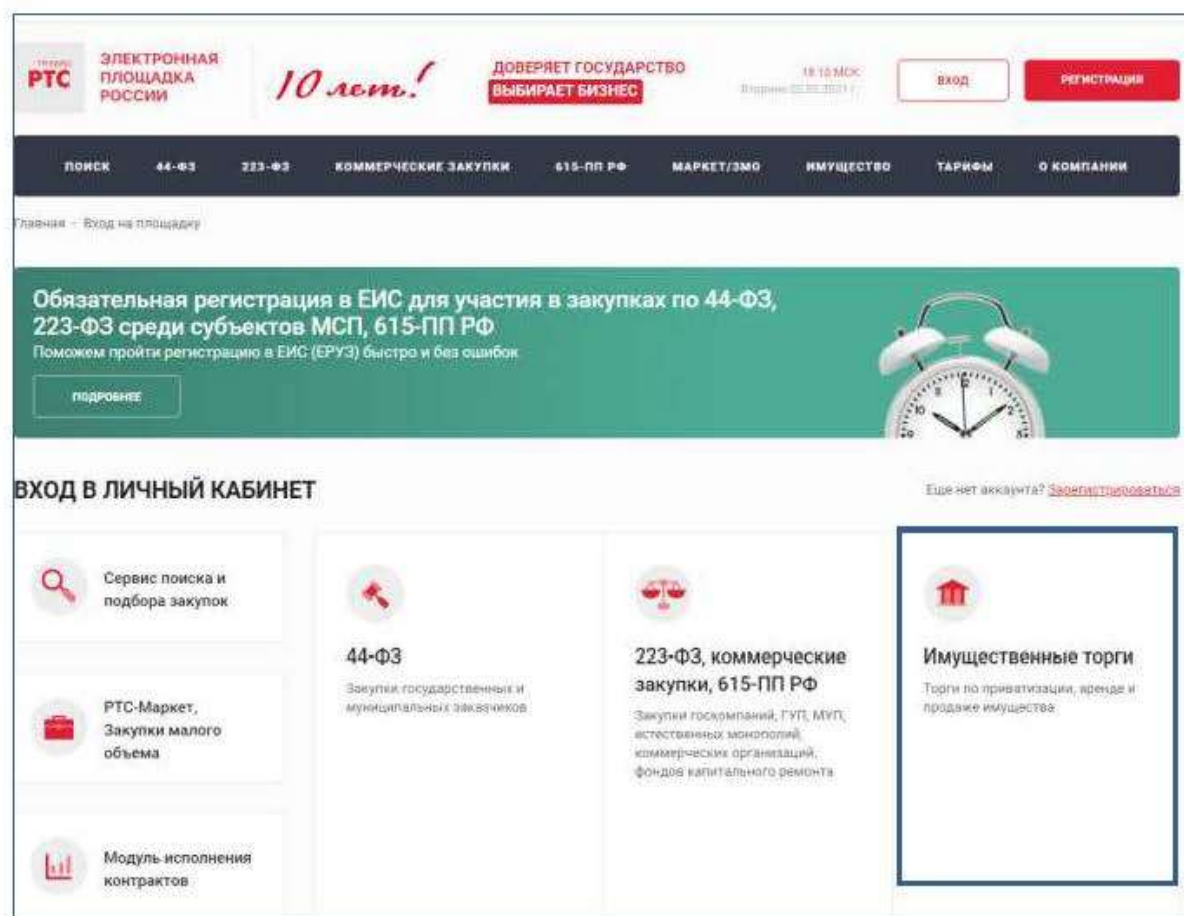 РТС
ЭЛЕКТРОННАЯ
ПЛОЩАДКА
РОССИИ
10 лет!
ДОВЕРЯЕТ ГОСУДАРСТВО
ВЫБИРАЕТ БИЗНЕС
18:10 МСК
Вторник
ВХОД
РЕГИСТРАЦИЯ
ПОИСК 44-ФЗ 223-ФЗ КОММЕРЧЕСКИЕ ЗАКУПКИ 615-ПП РФ МАРКЕТ/ЗМО ИМУЩЕСТВО ТАРИФЫ О КОМПАНИИ
Главная - Вход на площадку
Обязательная регистрация в ЕИС для участия в закупках по 44-ФЗ,
223-ФЗ среди субъектов МСП, 615-ПП РФ
Поможем пройти регистрацию в ЕИС (ЕРУЗ) быстро и без ошибок
ПОДРОБНЕЕ
ВХОД В ЛИЧНЫЙ КАБИНЕТ
Еще нет аккаунта? Зарегистрироваться
Сервис поиска и
подбора закупок
РТС-Маркет,
Закупки малого
объема
Модуль исполнения
контрактов
44-ФЗ
Закупки государственных и
муниципальных заказчиков
223-ФЗ, коммерческие
закупки, 615-ПП РФ
Закупки госкомпаний, ГУП, МУП,
естественных монополий,
коммерческих организаций,
фондов капитального ремонта
Имущественные торги
Торги по приватизации, аренде и
продаже имущества